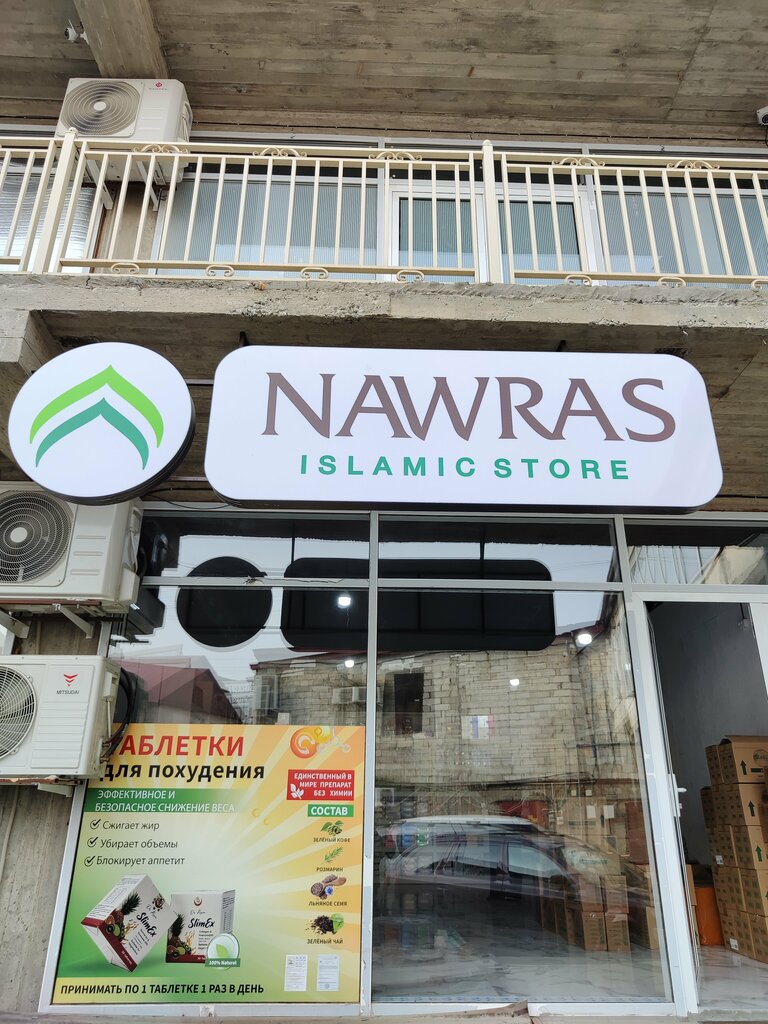 NAWRAS
ISLAMIC STORE
MITSUDAI
ТАБЛЕТКИ
для похудения
ЭФФЕКТИВНОЕ И
БЕЗОПАСНОЕ СНИЖЕНИЕ ВЕСА
Сжигает жир
Убирает объемы
Блокирует аппетит
ЕДИНСТВЕННЫЙ В
МИРЕ ПРЕПАРАТ
БЕЗ ХИМИИ
СОСТАВ
ЗЕЛЁНЫЙ КОФЕ
РОЗМАРИН
ЛЬНЯНОЕ СЕМЯ
ЗЕЛЁНЫЙ ЧАЙ
SlimEx
SlimEx
100% Natural
ПРИНИМАТЬ ПО 1 ТАБЛЕТКЕ 1 РАЗ В ДЕНЬ